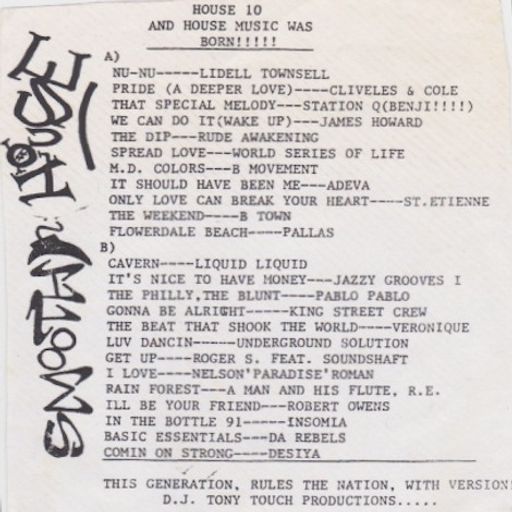 HOUSE 10
AND HOUSE MUSIC WAS
BORN!!!!!
A)
NU-NU-----LIDELL TOWNSELL
PRIDE (A DEEPER LOVE)----CLIVELES & COLE
THAT SPECIAL MELODY---STATION Q(BENJI!!!!)
WE CAN DO IT(WAKE UP)---JAMES HOWARD
THE DIP---RUDE AWAKENING
SPREAD LOVE---WORLD SERIES OF LIFE
M.D. COLORS---B MOVEMENT
IT SHOULD HAVE BEEN ME---ADEVA
ONLY LOVE CAN BREAK YOUR HEART----ST.ETIENNE
THE WEEKEND----B TOWN
FLOWERDALE BEACH----PALLAS
B)
CAVERN----LIQUID LIQUID
IT'S NICE TO HAVE MONEY---JAZZY GROOVES I
THE PHILLY,THE BLUNT----PABLO PABLO
GONNA BE ALRIGHT-----KING STREET CREW
THE BEAT THAT SHOOK THE WORLD----VERONIQUE
LUV DANCIN-----UNDERGROUND SOLUTION
GET UP----ROGER S. FEAT. SOUNDSHAFT
I LOVE----NELSON'PARADISE'ROMAN
RAIN FOREST---A MAN AND HIS FLUTE, R.E.
ILL BE YOUR FRIEND---ROBERT OWENS
IN THE BOTTLE 91-----INSOMIA
BASIC ESSENTIALS---DA REBELS
COMIN ON STRONG----DESIYA
THIS GENERATION, RULES THE NATION, WITH VERSION!
D.J. TONY TOUCH PRODUCTIONS.....
SMOOTH HOUSE